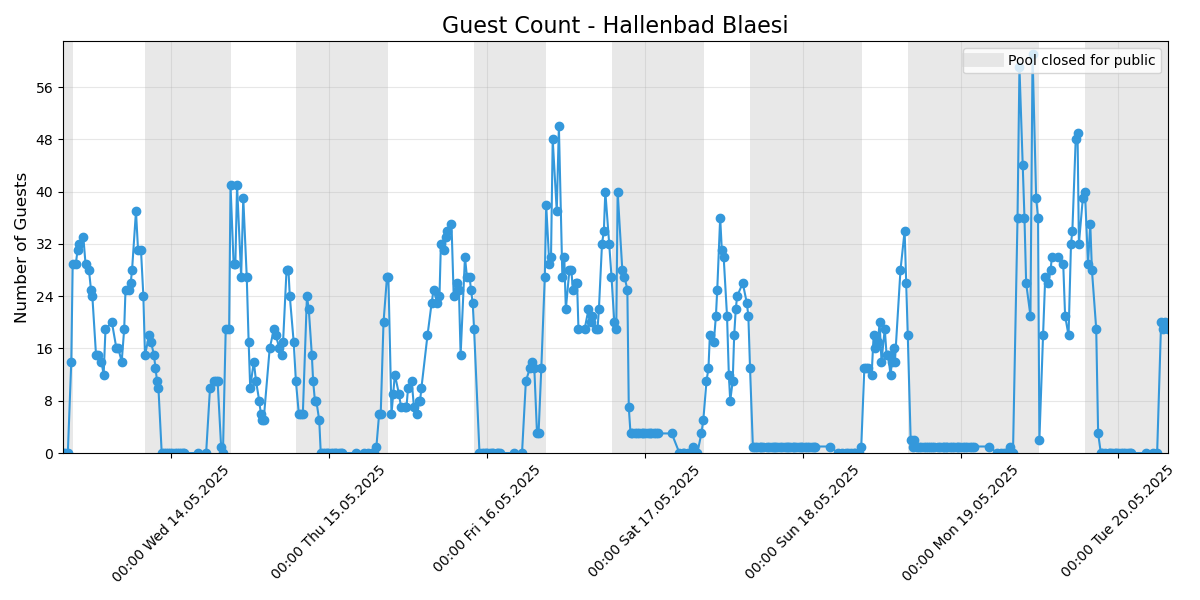 Guest Count - Hallenbad Blaesi
Pool closed for public
Number of Guests
56
48
40
32
24
16
8
0
00:00 Wed 14.05.2025
00:00 Thu 15.05.2025
00:00 Fri 16.05.2025
00:00 Sat 17.05.2025
00:00 Sun 18.05.2025
00:00 Mon 19.05.2025
00:00 Tue 20.05.2025